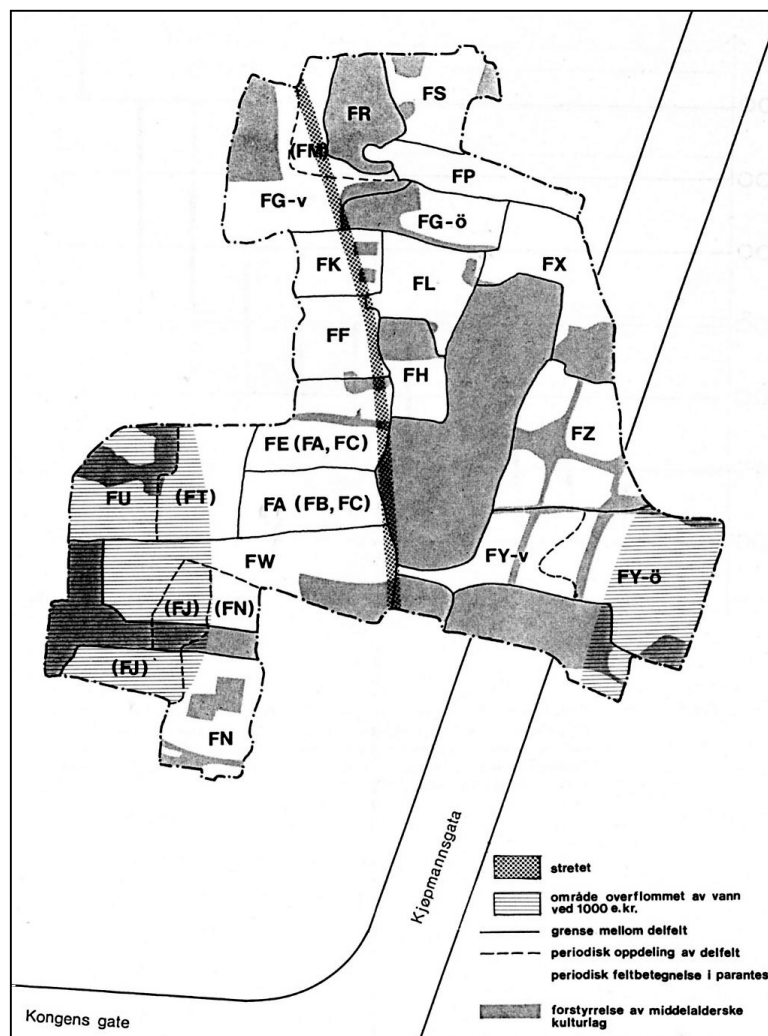 FS
FR
(FM)
FP
FG-v
FG-ö
FK
FL
FX
FF
FH
FE (FA, FC)
FZ
FU
(FT)
FA (FB, FC)
FW
FY-v
FY-ö
(FJ)
(FN)
(FJ)
FN
Kjøpmannsgata
Kongens gate
stretet
område overflommet av vann
ved 1000 e.kr.
grense mellom delfelt
periodisk oppdeling av delfelt
periodisk feltbetegnelse i parantes
forstyrrelse av middelalderske
kulturlag